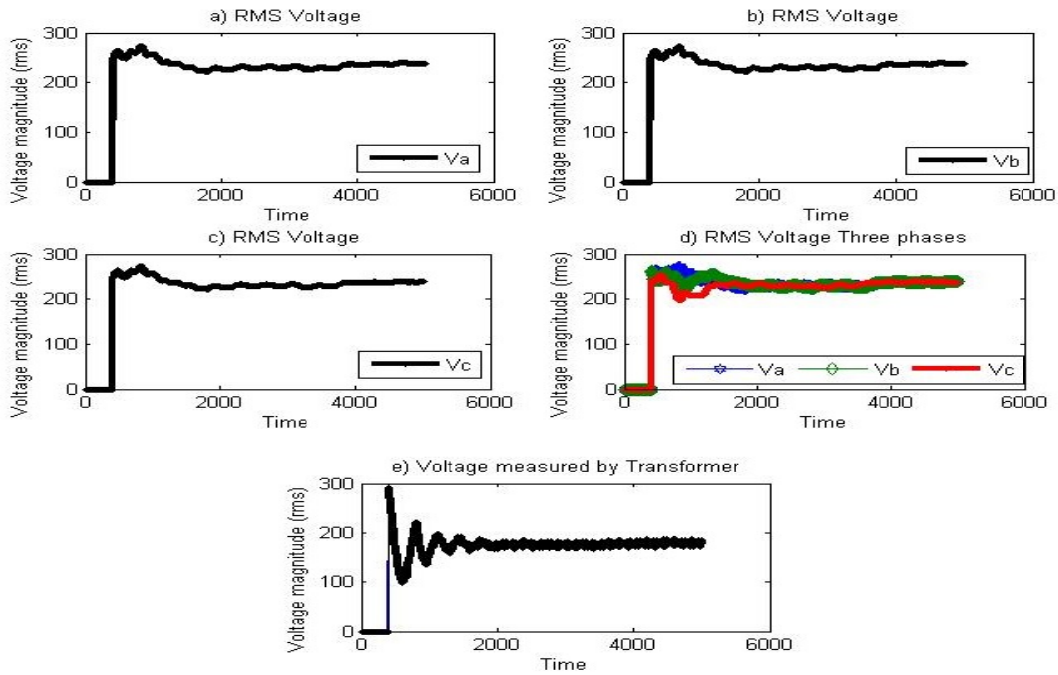 a) RMS Voltage
Voltage magnitude (rms)
300
200
100
0
Va
0 2000 4000 6000
Time
b) RMS Voltage
Voltage magnitude (rms)
300
200
100
0
Vb
0 2000 4000 6000
Time
c) RMS Voltage
Voltage magnitude (rms)
300
200
100
0
Vc
0 2000 4000 6000
Time
d) RMS Voltage Three phases
Voltage magnitude (rms)
300
200
100
0
Va Vb Vc
0 2000 4000 6000
Time
e) Voltage measured by Transformer
Voltage magnitude (rms)
300
200
100
0
0 2000 4000 6000
Time